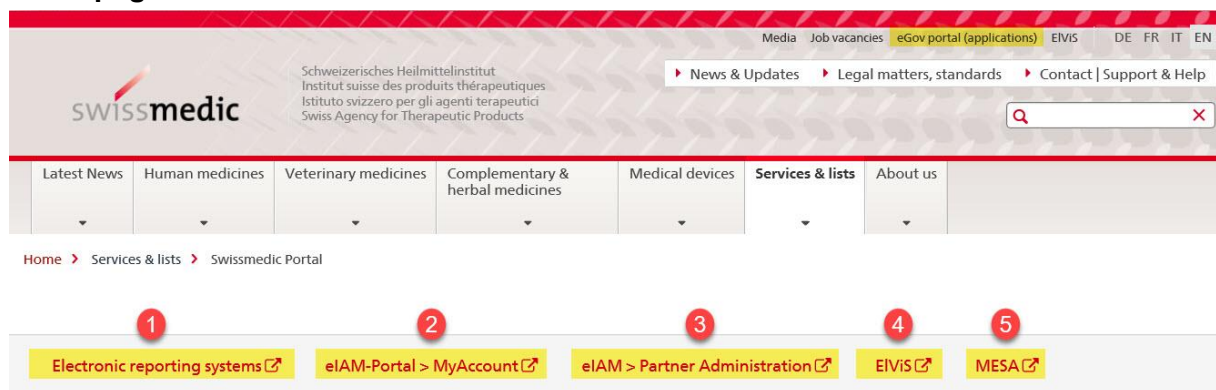 Media Job vacancies eGov portal (applications) ElViS DE FR IT EN
Schweizerisches Heilmittelinstitut
Institut suisse des produits thérapeutiques
Istituto svizzero per gli agenti terapeutici
Swiss Agency for Therapeutic Products
swissmedic
News & Updates Legal matters, standards Contact | Support & Help
Latest News Human medicines Veterinary medicines Complementary & Medical devices Services & lists About us
herbal medicines
Home > Services & lists > Swissmedic Portal
1 2 3 4 5
Electronic reporting systems eIAM-Portal > MyAccount eIAM > Partner Administration ElViS MESA